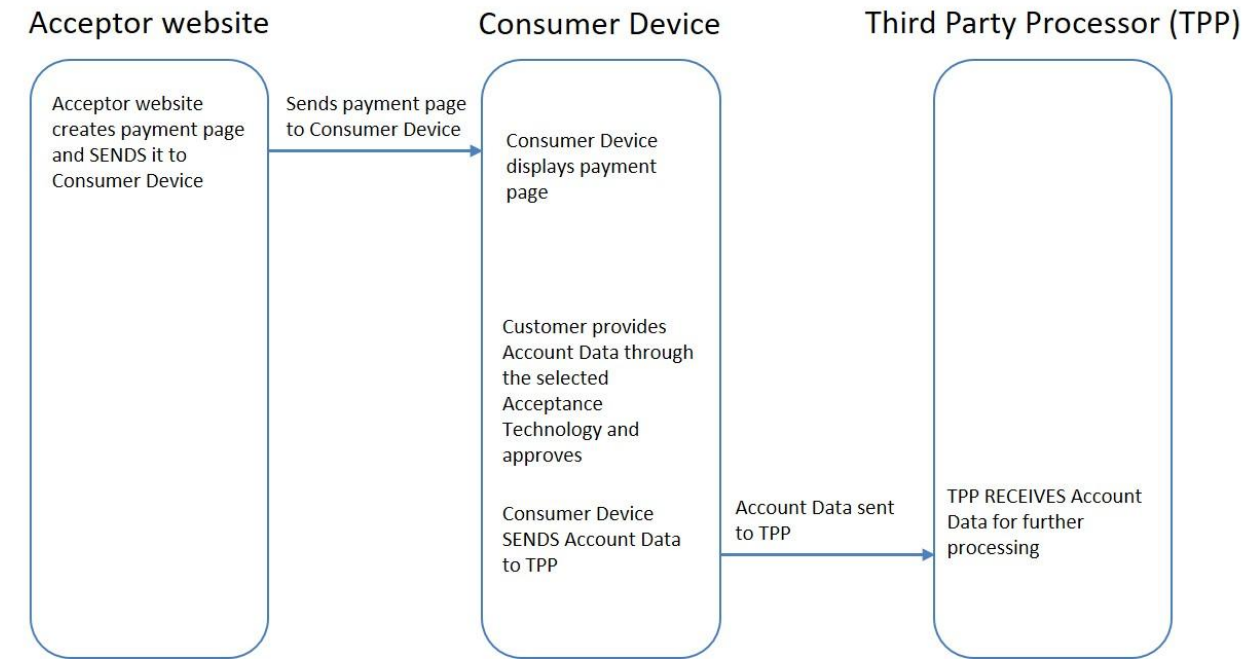 Acceptor website
Consumer Device
Third Party Processor (TPP)
Acceptor website
creates payment page
and SENDS it to
Consumer Device
Sends payment page
to Consumer Device
Consumer Device
displays payment
page
Customer provides
Account Data through
the selected
Acceptance
Technology and
approves
Consumer Device
SENDS Account Data
to TPP
Account Data sent
to TPP
TPP RECEIVES Account
Data for further
processing